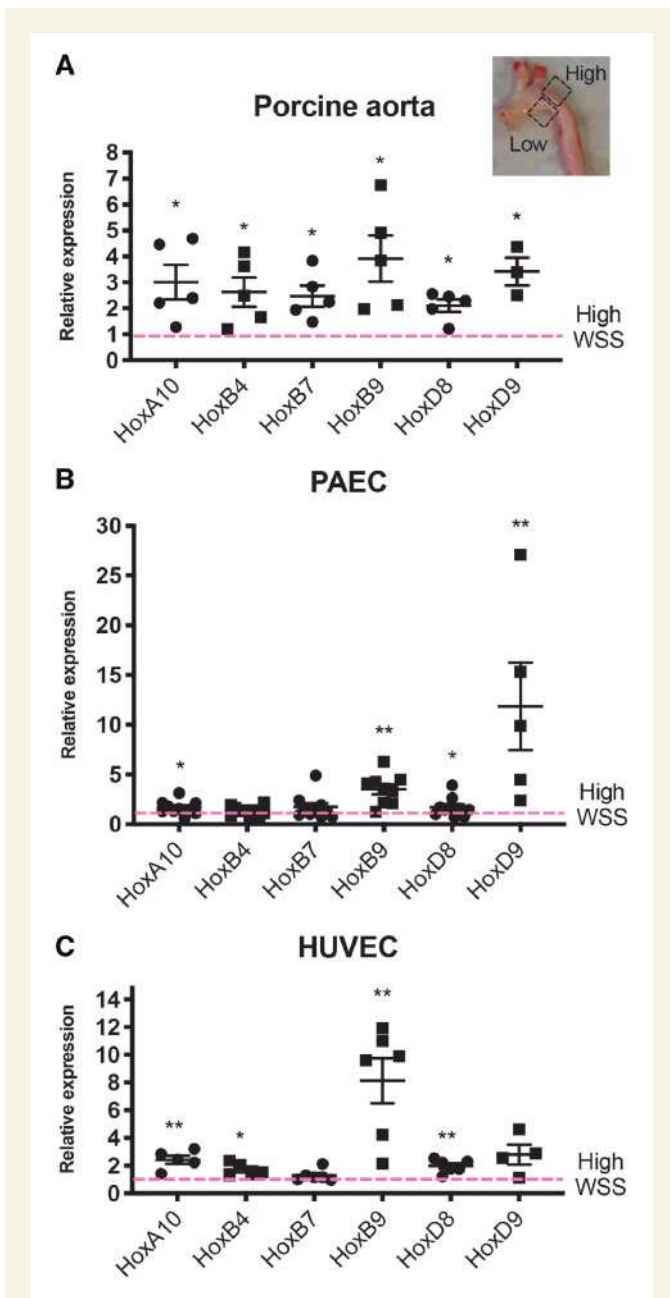 A
Porcine aorta
High
Low
Relative expression
8
7
6
5
4
3
2
1
0
*
*
*
*
*
*
High
WSS
HoxA10
HoxB4
HoxB7
HoxB9
HoxD8
HoxD9
B
PAEC
Relative expression
30
25
20
15
10
5
0
*
**
*
**
High
WSS
HoxA10
HoxB4
HoxB7
HoxB9
HoxD8
HoxD9
C
HUVEC
Relative expression
14
12
10
8
6
4
2
0
**
*
**
**
High
WSS
HoxA10
HoxB4
HoxB7
HoxB9
HoxD8
HoxD9